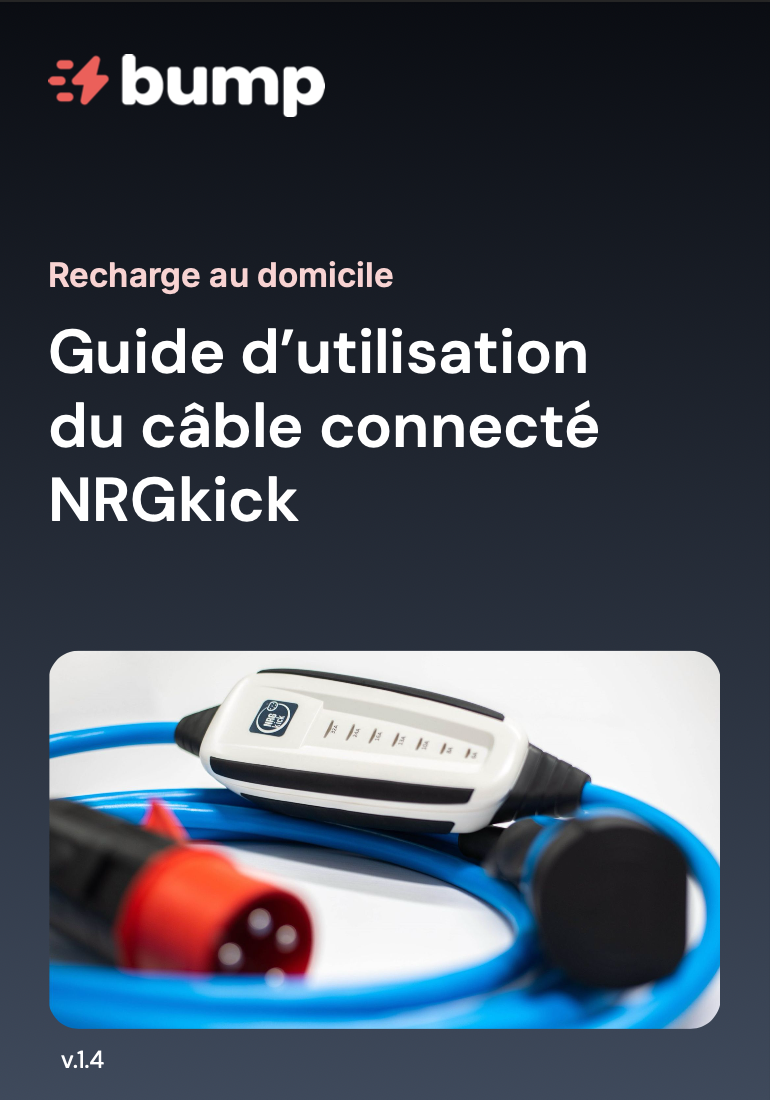 bump
Recharge au domicile
Guide d’utilisation
du câble connecté
NRGkick
v.1.4